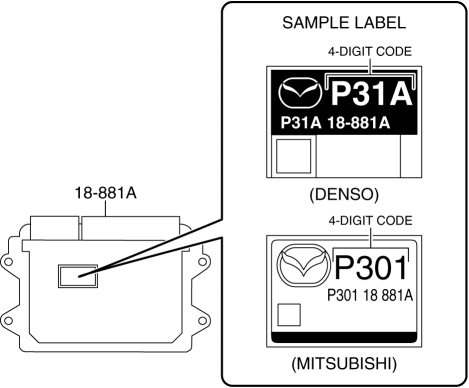 SAMPLE LABEL
4-DIGIT CODE
P31A
P31A 18-881A
(DENSO)
18-881A
4-DIGIT CODE
P301
P301 18 881A
(MITSUBISHI)